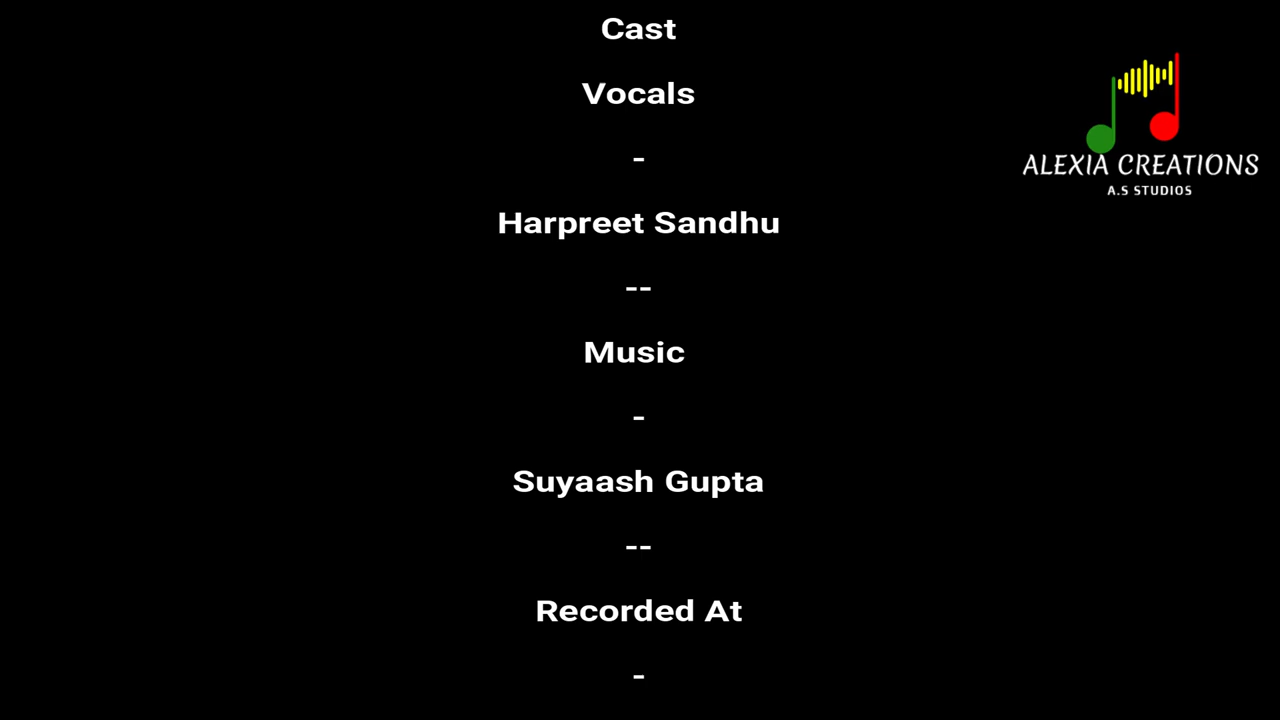 Cast
Vocals
-
Harpreet Sandhu
--
Music
-
Suyaash Gupta
--
Recorded At
-
ALEXIA CREATIONS
A.S STUDIOS